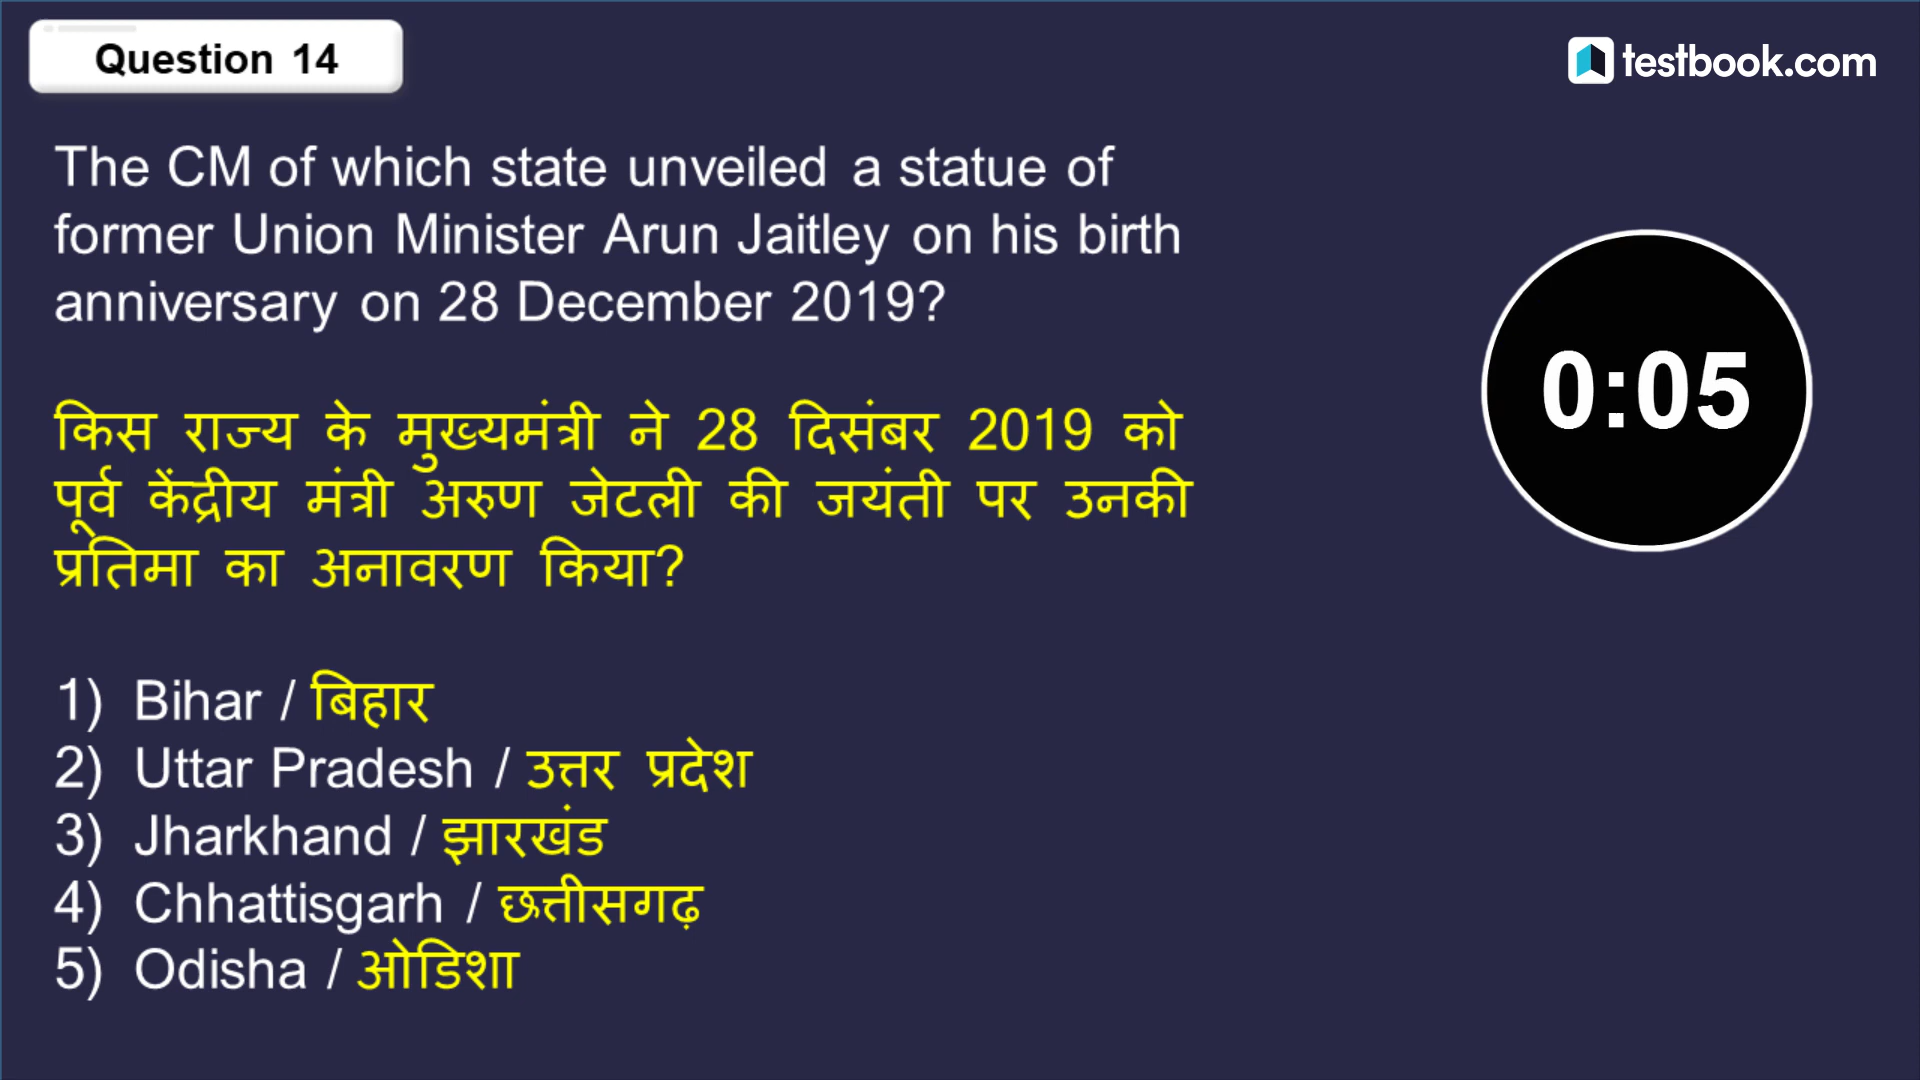 Question 14
testbook.com
The CM of which state unveiled a statue of
former Union Minister Arun Jaitley on his birth
anniversary on 28 December 2019?
0:05
किस राज्य के मुख्यमंत्री ने 28 दिसंबर 2019 को
पूर्व केंद्रीय मंत्री अरुण जेटली की जयंती पर उनकी
प्रतिमा का अनावरण किया?
1) Bihar / बिहार
2) Uttar Pradesh / उत्तर प्रदेश
3) Jharkhand / झारखंड
4) Chhattisgarh / छत्तीसगढ़
5) Odisha / ओडिशा